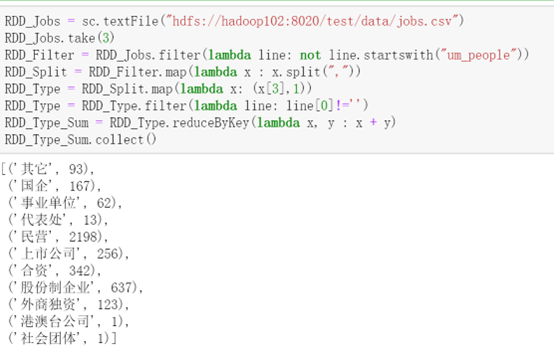 RDD_Jobs = sc.textFile("hdfs://hadoop102:8020/test/data/jobs.csv")
RDD_Jobs.take(3)
RDD_Filter = RDD_Jobs.filter(lambda line: not line.startswith("um_people"))
RDD_Split = RDD_Filter.map(lambda x : x.split(","))
RDD_Type = RDD_Split.map(lambda x: (x[3],1))
RDD_Type = RDD_Type.filter(lambda line: line[0]!='')
RDD_Type_Sum = RDD_Type.reduceByKey(lambda x, y : x + y)
RDD_Type_Sum.collect()
[('其它', 93),
('国企', 167),
('事业单位', 62),
('代表处', 13),
('民营', 2198),
('上市公司', 256),
('合资', 342),
('股份制企业', 637),
('外商独资', 123),
('港澳台公司', 1),
('社会团体', 1)]